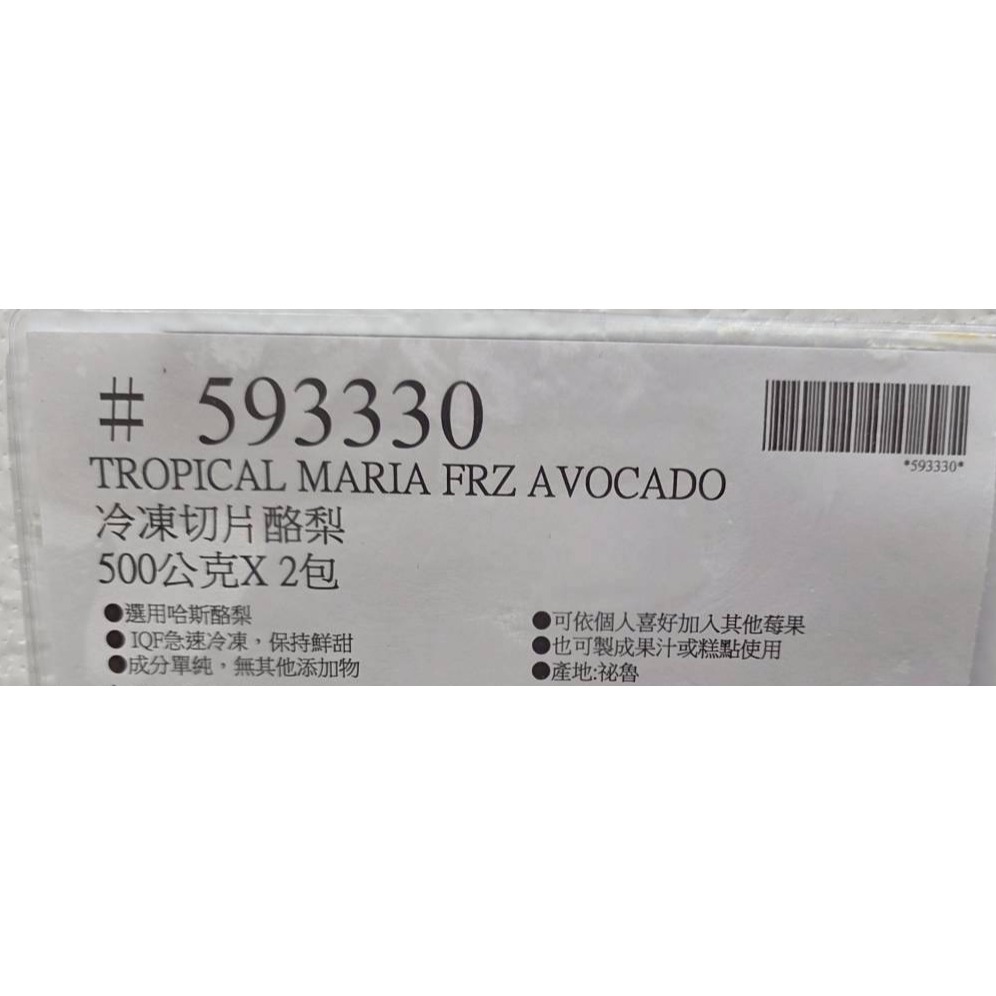 # 593330
*593330*
TROPICAL MARIA FRZ AVOCADO
冷凍切片酪梨
500公克X 2包
●選用哈斯酪梨
●IQF急速冷凍，保持鮮甜
●成分單純，無其他添加物
●可依個人喜好加入其他莓果
●也可製成果汁或糕點使用
●產地:祕魯